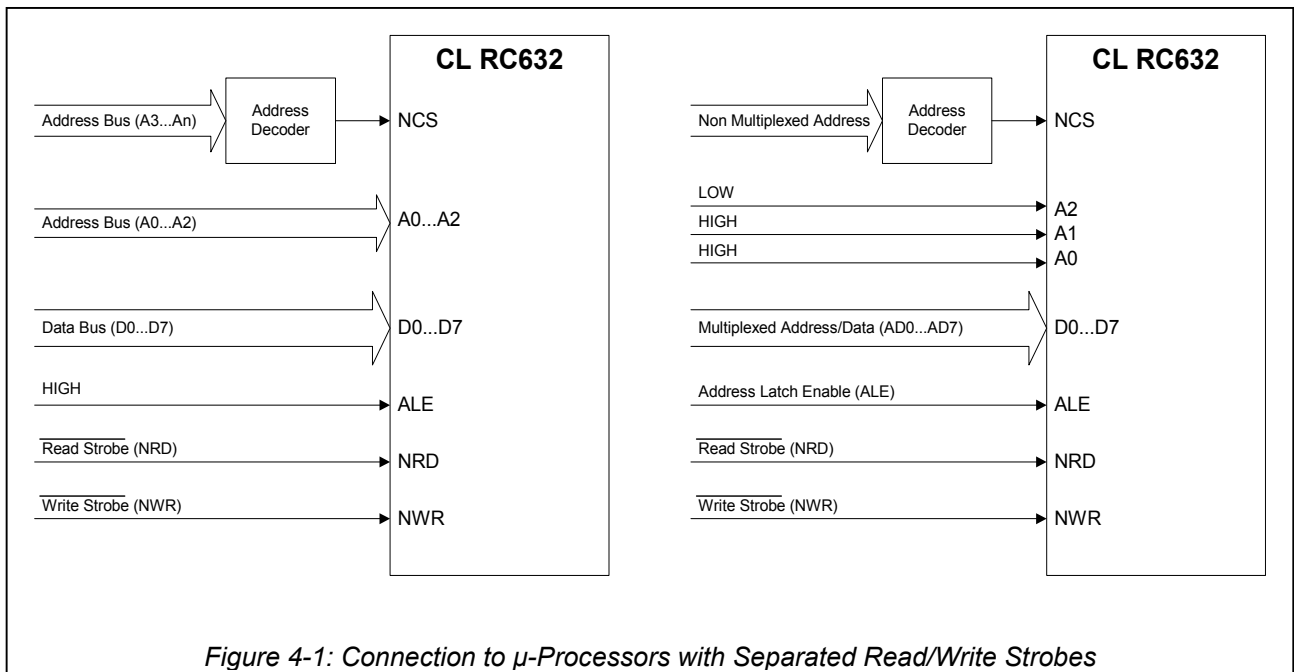 CL RC632
Address Bus (A3...An)
Address
Decoder
NCS
Address Bus (A0...A2)
A0...A2
Data Bus (D0...D7)
D0...D7
HIGH
ALE
Read Strobe (NRD)
NRD
Write Strobe (NWR)
NWR
CL RC632
Non Multiplexed Address
Address
Decoder
NCS
LOW
A2
HIGH
A1
HIGH
A0
Multiplexed Address/Data (AD0...AD7)
D0...D7
Address Latch Enable (ALE)
ALE
Read Strobe (NRD)
NRD
Write Strobe (NWR)
NWR
Figure 4-1: Connection to µ-Processors with Separated Read/Write Strobes